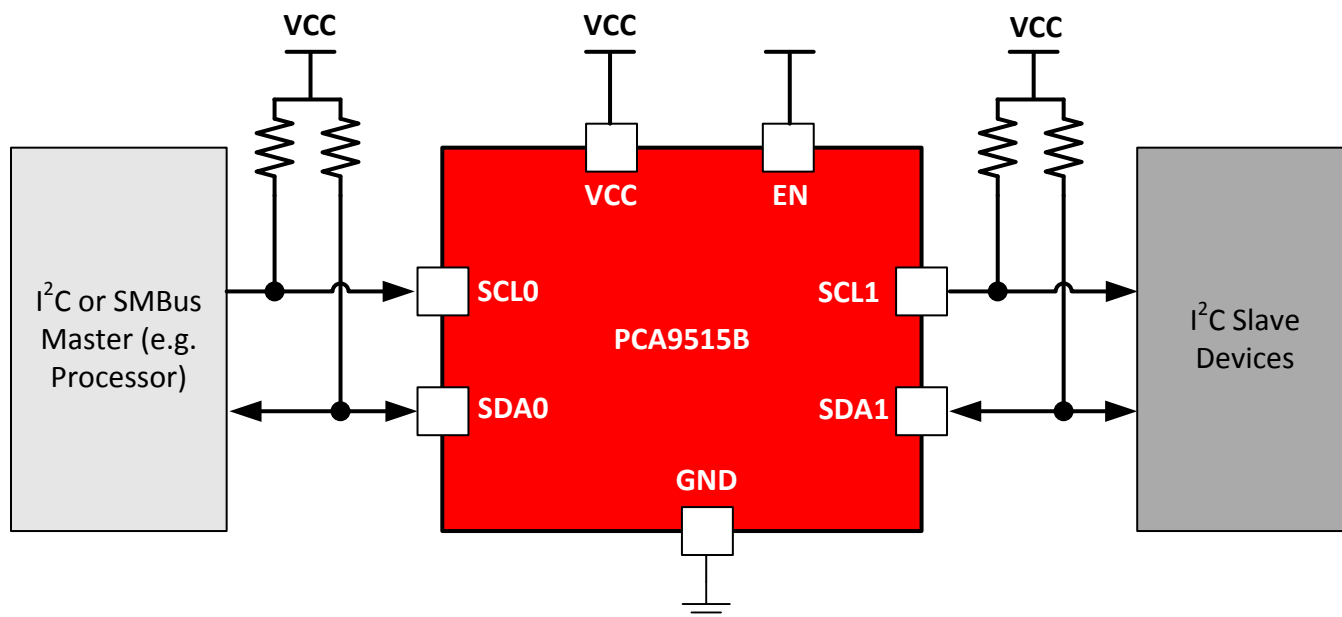 VCC
VCC
VCC
VCC
EN
I²C or SMBus
Master (e.g.
Processor)
SCL0
SCL1
PCA9515B
I²C Slave
Devices
SDA0
SDA1
GND